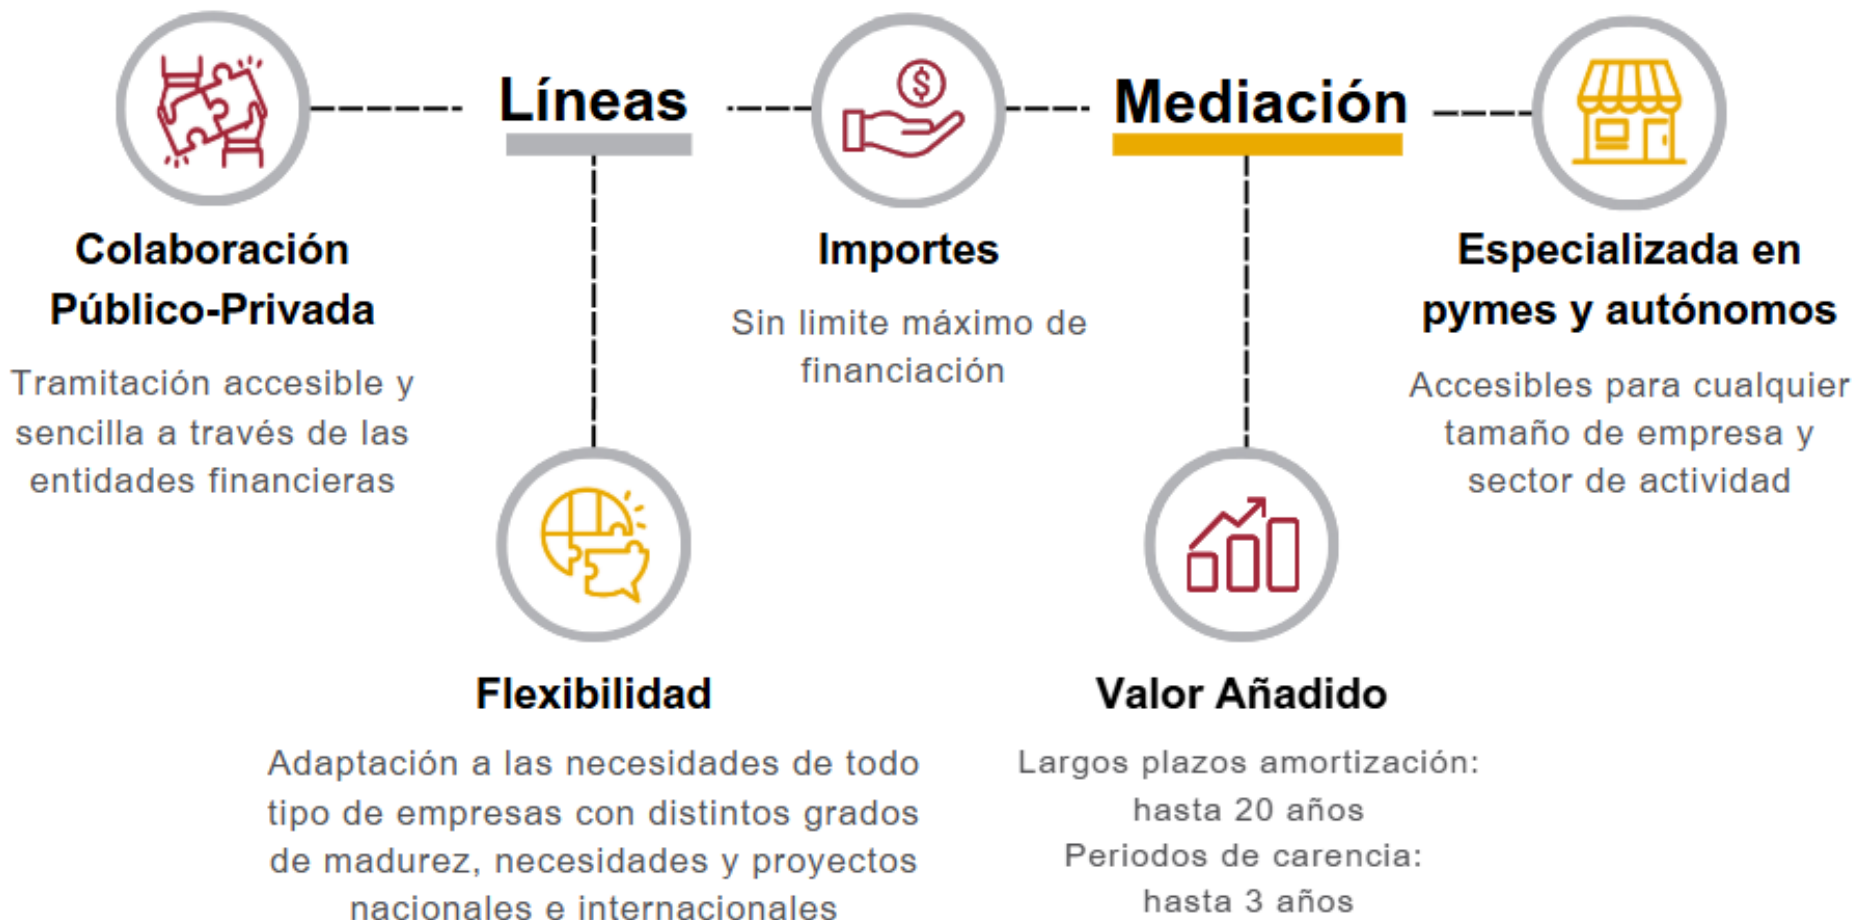 Líneas
Mediación
Colaboración
Público-Privada
Tramitación accesible y
sencilla a través de las
entidades financieras
Importes
Sin limite máximo de
financiación
Especializada en
pymes y autónomos
Accesibles para cualquier
tamaño de empresa y
sector de actividad
Flexibilidad
Adaptación a las necesidades de todo
tipo de empresas con distintos grados
de madurez, necesidades y proyectos
nacionales e internacionales
Valor Añadido
Largos plazos amortización:
hasta 20 años
Periodos de carencia:
hasta 3 años